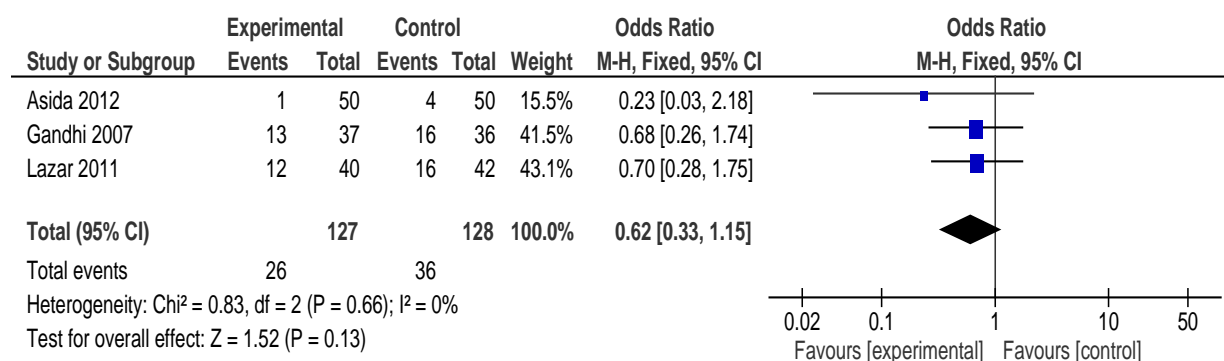 Experimental Control Odds Ratio Odds Ratio
Study or Subgroup Events Total Events Total Weight M-H, Fixed, 95% CI M-H, Fixed, 95% CI
Asida 2012 1 50 4 50 15.5% 0.23 [0.03, 2.18]
Gandhi 2007 13 37 16 36 41.5% 0.68 [0.26, 1.74]
Lazar 2011 12 40 16 42 43.1% 0.70 [0.28, 1.75]
Total (95% CI) 127 128 100.0% 0.62 [0.33, 1.15]
Total events 26 36
Heterogeneity: Chi² = 0.83, df = 2 (P = 0.66); I² = 0%
Test for overall effect: Z = 1.52 (P = 0.13)
0.02 0.1 1 10 50
Favours [experimental] Favours [control]